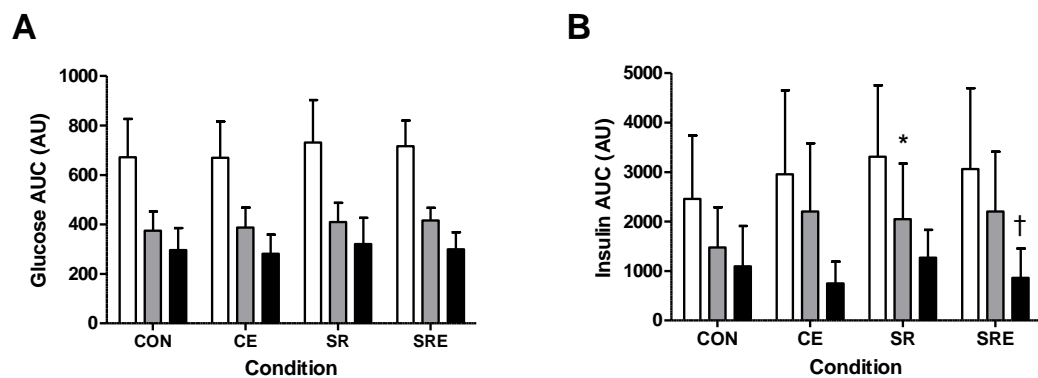 A
Glucose AUC (AU)
1000
800
600
400
200
0
CON CE SR SRE
Condition
B
Insulin AUC (AU)
5000
4000
3000
2000
1000
0
*
†
CON CE SR SRE
Condition